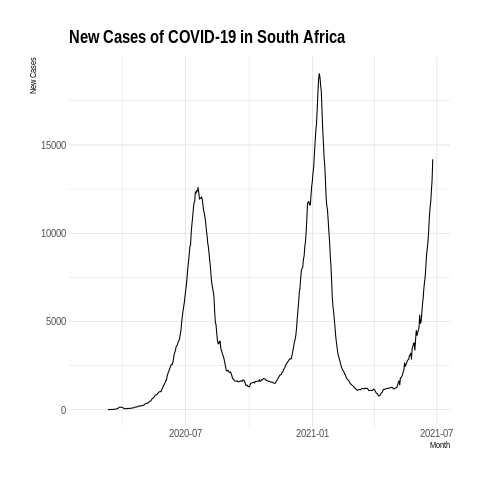 New Cases of COVID-19 in South Africa
New Cases
15000
10000
5000
0
2020-07
2021-01
2021-07
Month